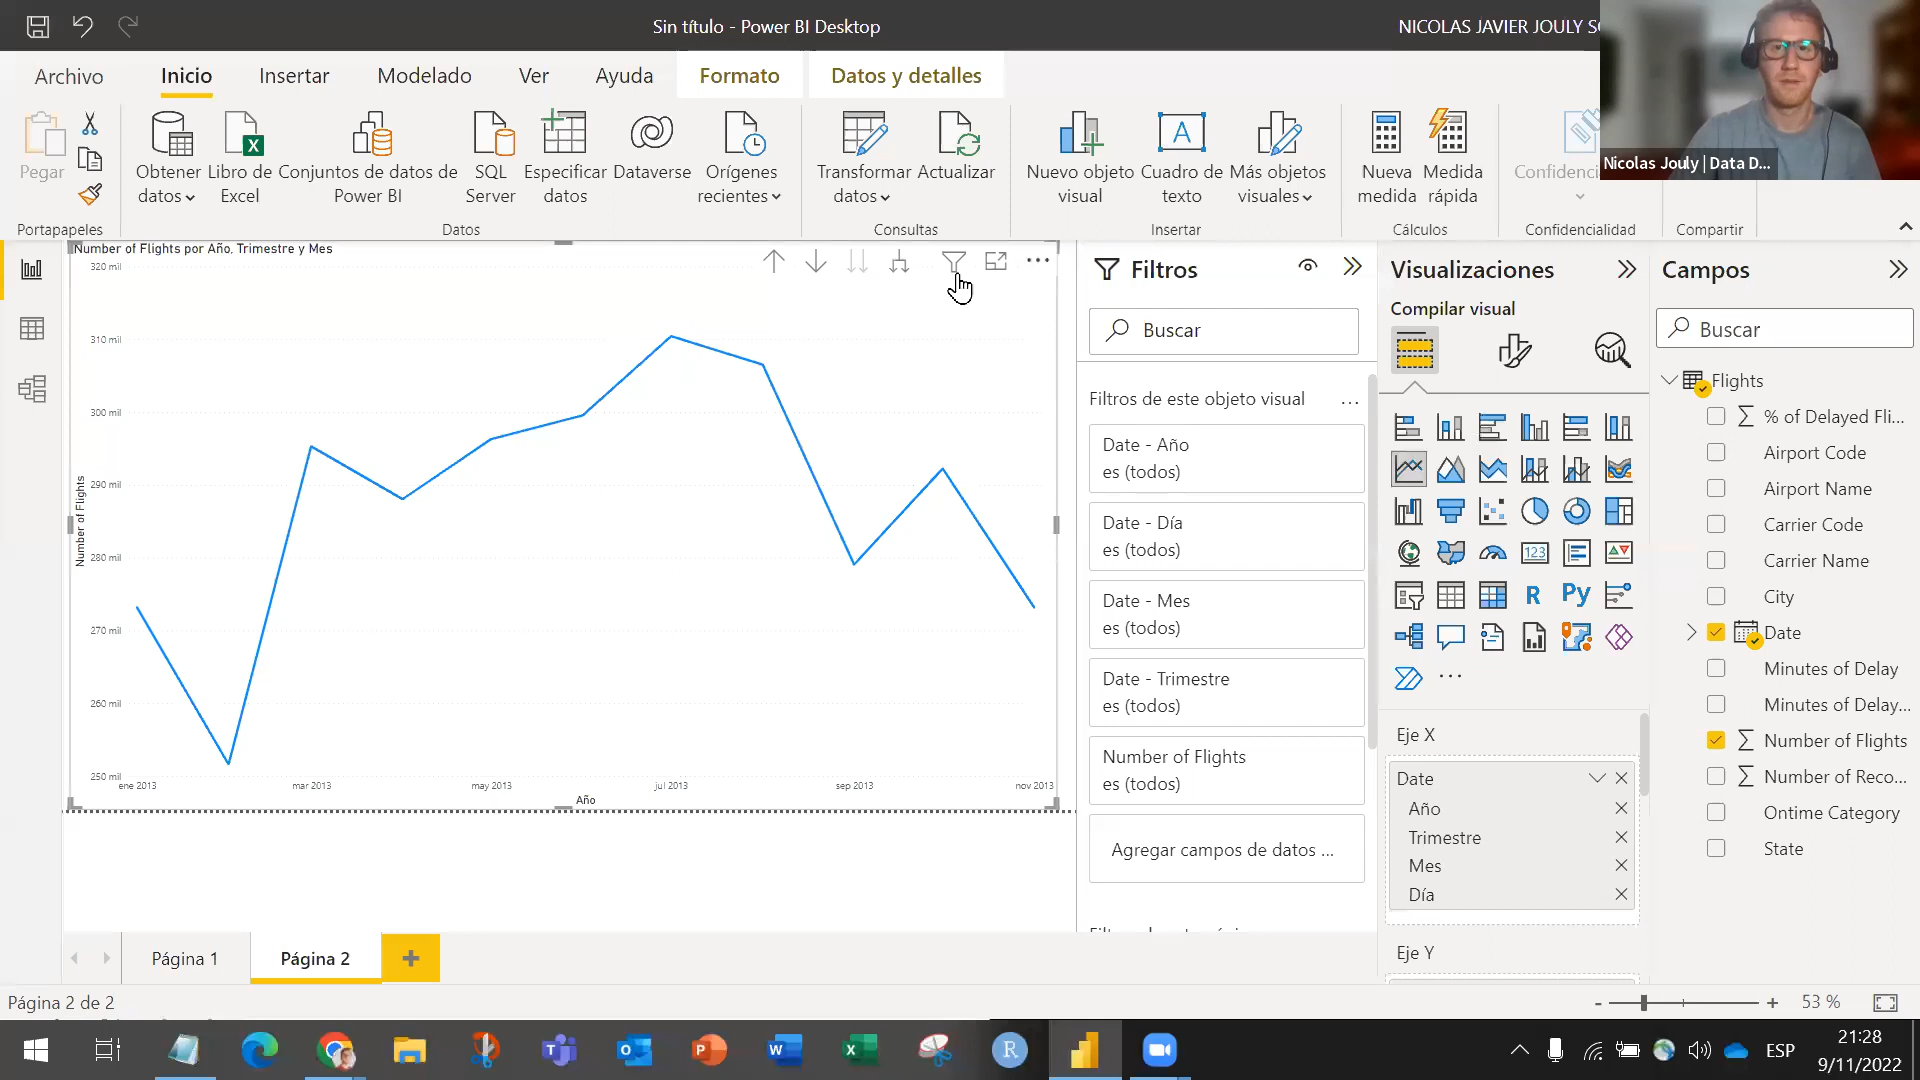 Sin título - Power BI Desktop
NICOLAS JAVIER JOULY
Archivo
Inicio
Insertar
Modelado
Ver
Ayuda
Formato
Datos y detalles
Nicolas Jouly | Data D...
Pegar
Obtener datos
Libro de Excel
Conjuntos de datos de Power BI
SQL Server
Especificar datos
Dataverse
Orígenes recientes
Transformar datos
Actualizar
Nuevo objeto visual
Cuadro de texto
Más objetos visuales
Nueva medida
Medida rápida
Confidenci
Portapapeles
Datos
Consultas
Insertar
Cálculos
Confidencialidad
Compartir
Number of Flights por Año, Trimestre y Mes
320 mil
310 mil
300 mil
290 mil
280 mil
270 mil
260 mil
250 mil
Number of Flights
ene 2013
mar 2013
may 2013
jul 2013
sep 2013
nov 2013
Año
Filtros
Buscar
Filtros de este objeto visual
...
Date - Año
es (todos)
Date - Día
es (todos)
Date - Mes
es (todos)
Date - Trimestre
es (todos)
Number of Flights
es (todos)
Agregar campos de datos ...
Visualizaciones
Compilar visual
123
R
Py
...
Eje X
Date
Año
Trimestre
Mes
Día
Eje Y
Campos
Buscar
Flights
% of Delayed Fli...
Airport Code
Airport Name
Carrier Code
Carrier Name
City
Date
Minutes of Delay
Minutes of Delay...
Number of Flights
Number of Reco...
Ontime Category
State
Página 1
Página 2
+
Página 2 de 2
- + 53 %
ESP
21:28
9/11/2022